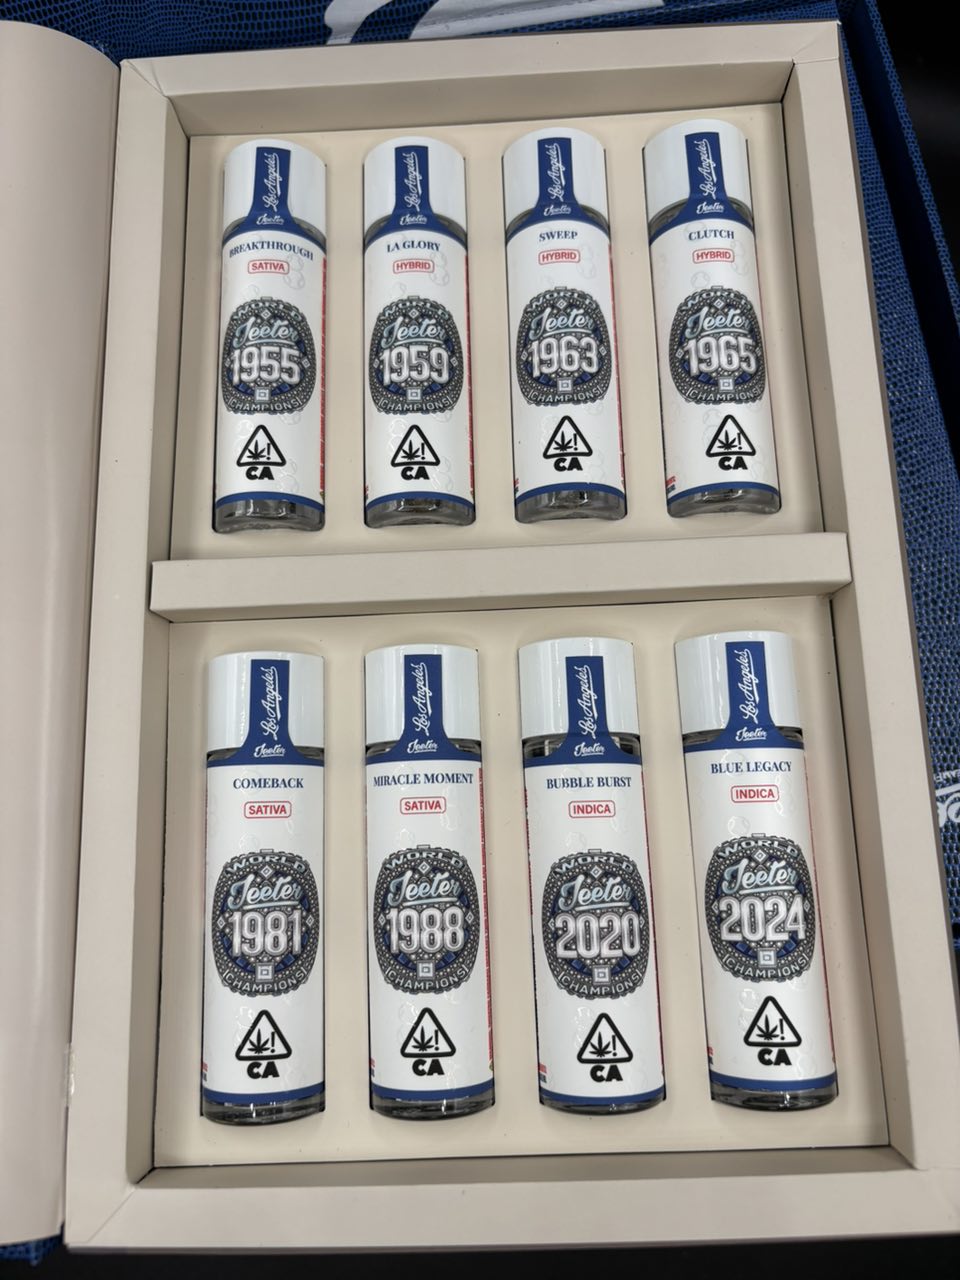 Los Angeles
Jeeter
BREAKTHROUGH
SATIVA
WORLD
Jeeter
1955
CHAMPIONS
CA
Los Angeles
Jeeter
LA GLORY
HYBRID
WORLD
Jeeter
1959
CHAMPIONS
CA
Los Angeles
Jeeter
SWEEP
HYBRID
WORLD
Jeeter
1963
CHAMPIONS
CA
Los Angeles
Jeeter
CLUTCH
HYBRID
WORLD
Jeeter
1965
CHAMPIONS
CA
Los Angeles
Jeeter
COMEBACK
SATIVA
WORLD
Jeeter
1981
CHAMPIONS
CA
Los Angeles
Jeeter
MIRACLE MOMENT
SATIVA
WORLD
Jeeter
1988
CHAMPIONS
CA
Los Angeles
Jeeter
BUBBLE BURST
INDICA
WORLD
Jeeter
2020
CHAMPIONS
CA
Los Angeles
Jeeter
BLUE LEGACY
INDICA
WORLD
Jeeter
2024
CHAMPIONS
CA